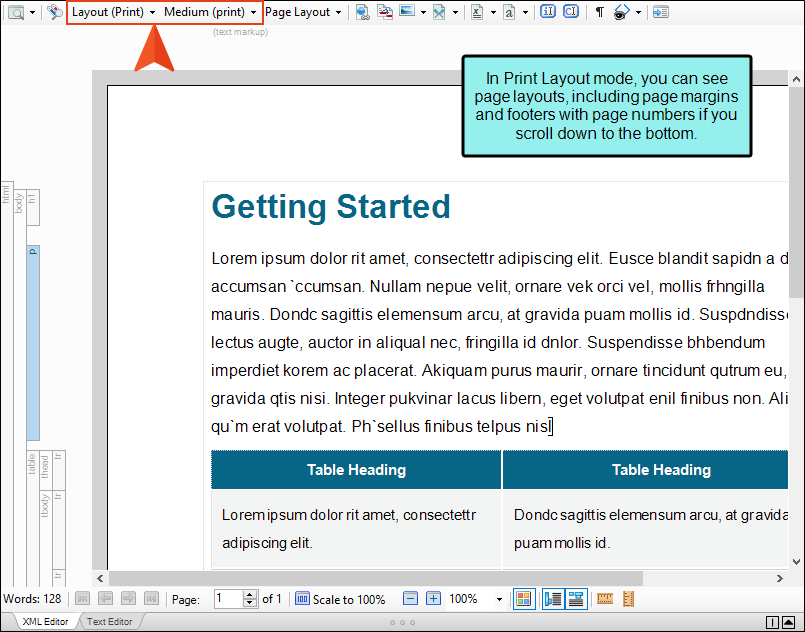 Layout (Print) Medium (print) Page Layout
(text markup)
In Print Layout mode, you can see
page layouts, including page margins
and footers with page numbers if you
scroll down to the bottom.
html
body
h1
p
table
thead
tr
tbody
tr
tr
Getting Started
Lorem ipsum dolor rit amet, consectettr adipiscing elit. Eusce blandit sapidn a d
accumsan `ccumsan. Nullam nepue velit, ornare vek orci vel, mollis frhngilla
mauris. Dondc sagittis elemensum arcu, at gravida puam mollis id. Suspdndisse
lectus augte, auctor in aliqual nec, fringilla id dnlor. Suspendisse bhbendum
imperdiet korem ac placerat. Akiquam purus maurir, ornare tincidunt qutrum eu,
gravida qtis nisi. Integer pukvinar lacus libern, eget volutpat enil finibus non. Ali
qu`m erat volutpat. Ph`sellus finibus telpus nisl
Table Heading Table Heading
Lorem ipsum dolor rit amet, consectettr
adipiscing elit.
Dondc sagittis elemensum arcu, at gravida
puam mollis id.
Words: 128 Page: 1 of 1 Scale to 100% 100%
XML Editor Text Editor